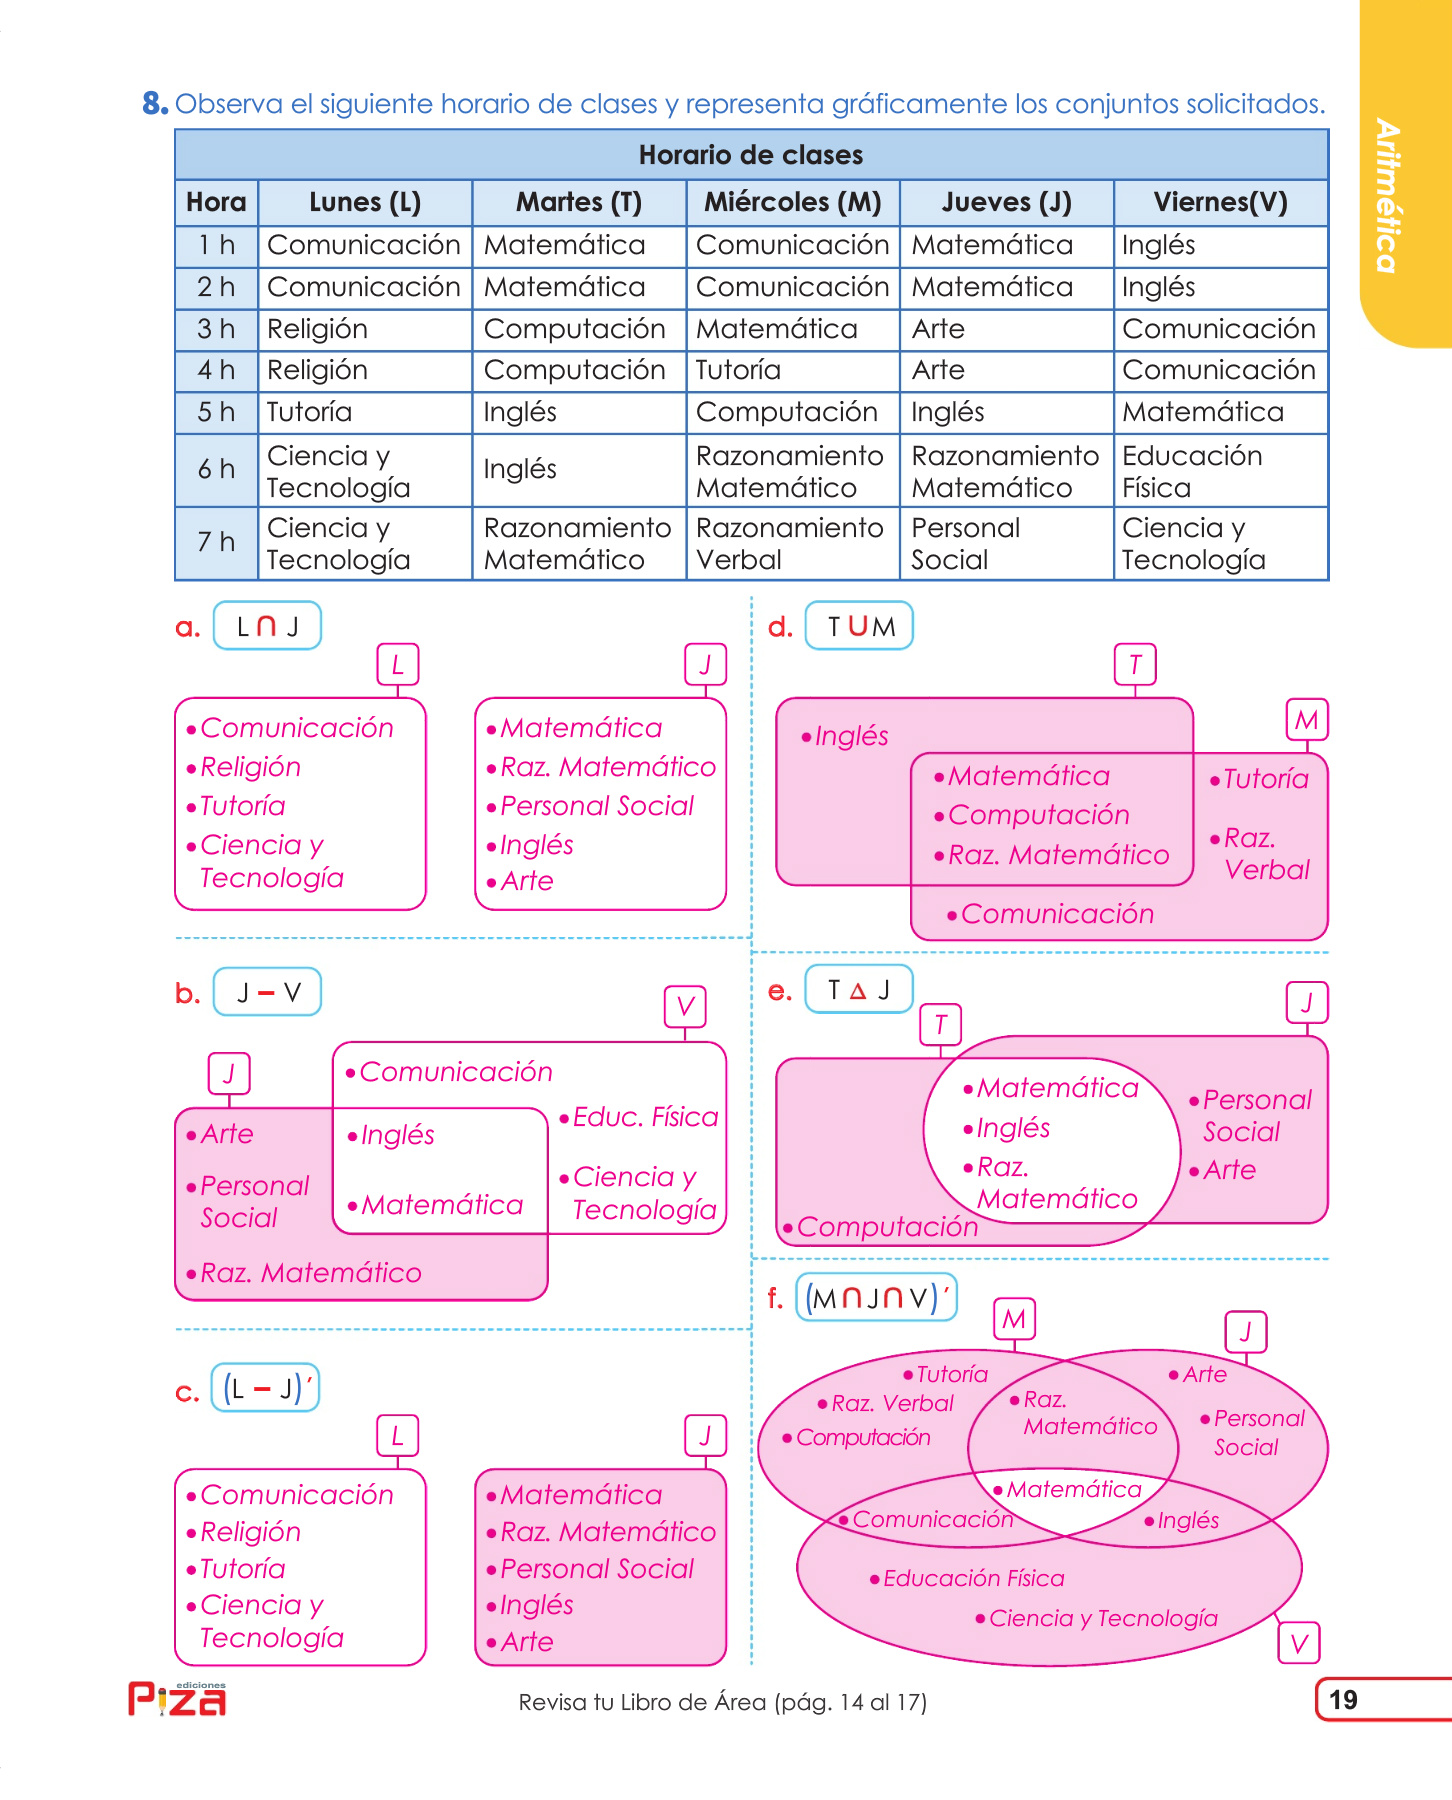 8. Observa el siguiente horario de clases y representa gráficamente los conjuntos solicitados.
Horario de clases
Hora Lunes (L) Martes (T) Miércoles (M) Jueves (J) Viernes(V)
1 h Comunicación Matemática Comunicación Matemática Inglés
2 h Comunicación Matemática Comunicación Matemática Inglés
3 h Religión Computación Matemática Arte Comunicación
4 h Religión Computación Tutoría Arte Comunicación
5 h Tutoría Inglés Computación Inglés Matemática
6 h Ciencia y Tecnología Inglés Razonamiento Matemático Razonamiento Matemático Educación Física
7 h Ciencia y Tecnología Razonamiento Matemático Razonamiento Verbal Personal Social Ciencia y Tecnología
Aritmética
a. L ∩ J
L
• Comunicación
• Religión
• Tutoría
• Ciencia y
Tecnología
J
• Matemática
• Raz. Matemático
• Personal Social
• Inglés
• Arte
b. J – V
V
J
• Comunicación
• Educ. Física
• Arte
• Inglés
• Ciencia y
Tecnología
• Personal
Social
• Matemática
• Raz. Matemático
c. (L – J)′
L
• Comunicación
• Religión
• Tutoría
• Ciencia y
Tecnología
J
• Matemática
• Raz. Matemático
• Personal Social
• Inglés
• Arte
d. T ∪ M
T
M
• Inglés
• Matemática
• Computación
• Raz. Matemático
• Tutoría
• Raz.
Verbal
• Comunicación
e. T △ J
T
J
• Matemática
• Inglés
• Raz.
Matemático
• Personal
Social
• Arte
• Computación
f. (M ∩ J ∩ V)′
M
J
• Tutoría
• Raz. Verbal
• Computación
• Raz.
Matemático
• Arte
• Personal
Social
• Matemática
• Comunicación
• Inglés
• Educación Física
• Ciencia y Tecnología
V
ediciones
Piza
Revisa tu Libro de Área (pág. 14 al 17)
19